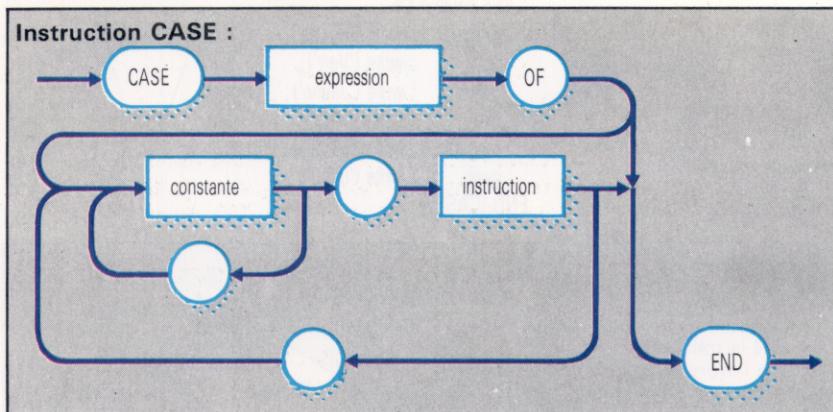 Instruction CASE :
CASE expression OF
constante instruction
END